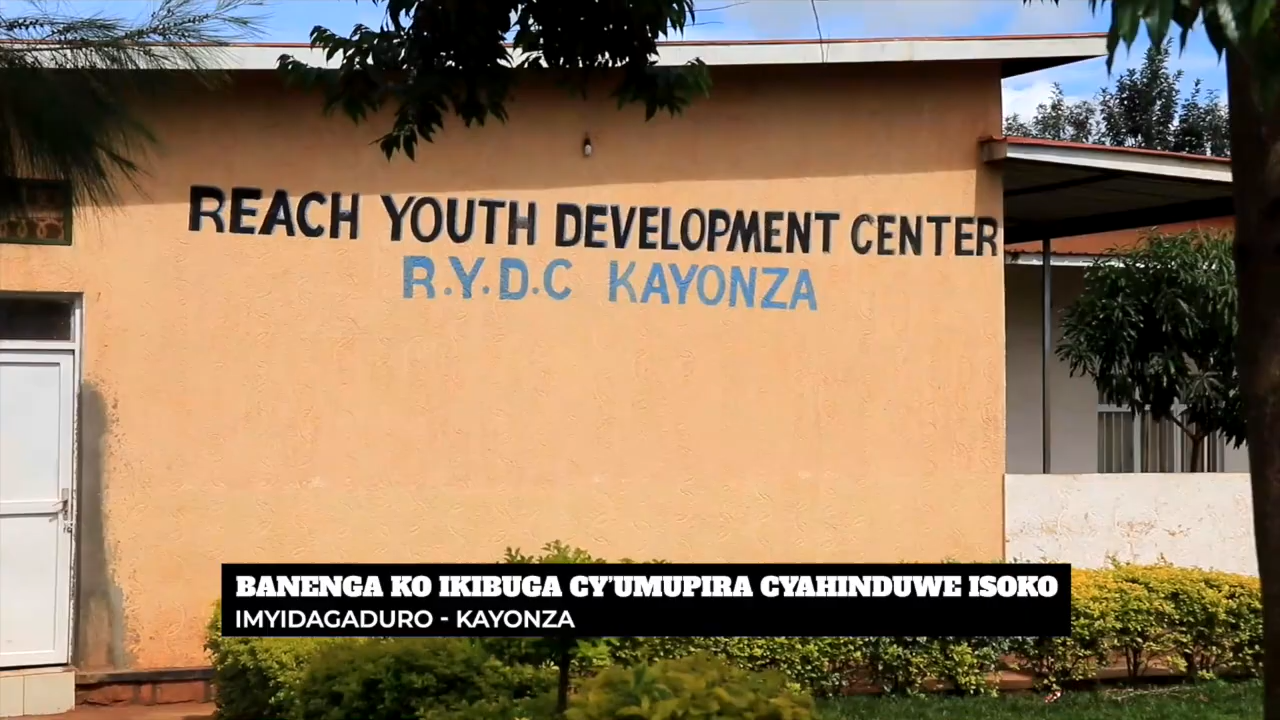 REACH YOUTH DEVELOPMENT CENTER
R.Y.D.C KAYONZA
BANENGA KO IKIBUGA CY'UMUPIRA CYAHINDUWE ISOKO
IMYIDAGADURO - KAYONZA